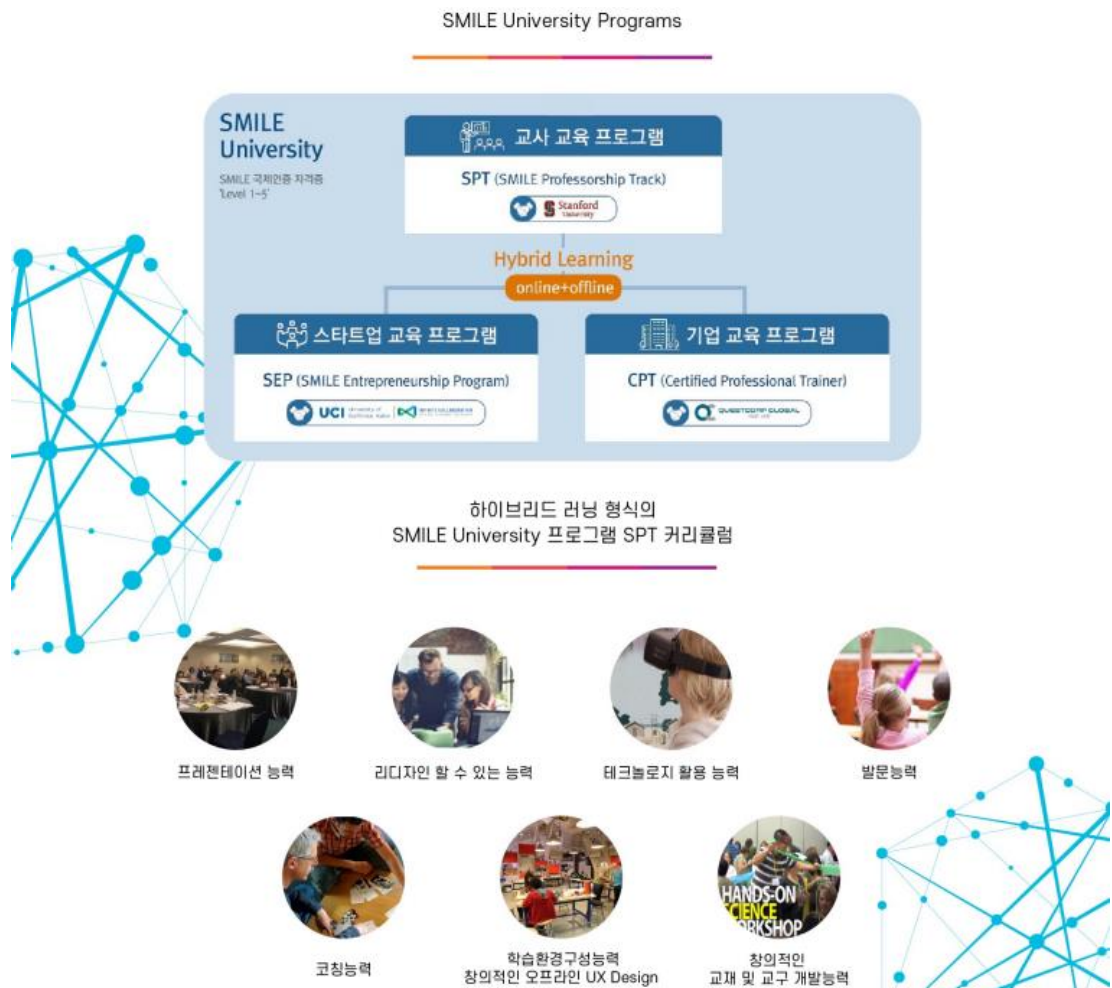 SMILE University Programs
SMILE
University
SMILE 국제인증 자격증
'Level 1~5'
교사 교육 프로그램
SPT (SMILE Professorship Track)
Stanford
University
Hybrid Learning
online+offline
스타트업 교육 프로그램
SEP (SMILE Entrepreneurship Program)
UCI
기업 교육 프로그램
CPT (Certified Professional Trainer)
QUESTCORP GLOBAL
하이브리드 러닝 형식의
SMILE University 프로그램 SPT 커리큘럼
프레젠테이션 능력
리디자인 할 수 있는 능력
테크놀로지 활용 능력
발문능력
HANDS-ON
SCIENCE
WORKSHOP
코칭능력
학습환경구성능력
창의적인 오프라인 UX Design
창의적인
교재 및 교구 개발능력